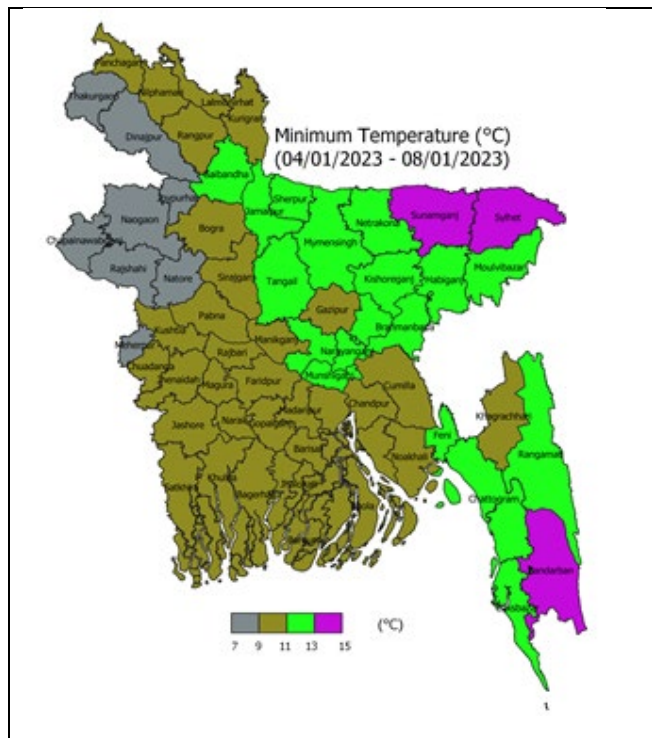 Panchagarh
Thakurgaon
Nilphamari
Lalmonirhat
Kurigram
Dinajpur
Rangpur
Minimum Temperature (°C)
(04/01/2023 - 08/01/2023)
Gaibandha
Joypurhat
Naogaon
Sherpur
Jamalpur
Bogra
Mymensingh
Netrakona
Sunamganj
Sylhet
Chapainawabganj
Rajshahi
Natore
Sirajganj
Tangail
Kishoreganj
Habiganj
Moulvibazar
Pabna
Gazipur
Kushtia
Manikganj
Brahmanbaria
Meherpur
Narayanganj
Chuadanga
Rajbari
Munshiganj
Cumilla
Jhenaidah
Magura
Faridpur
Chandpur
Khagrachhari
Jashore
Narail
Gopalganj
Madaripur
Noakhali
Feni
Rangamati
Barisal
Satkhira
Khulna
Bagerhat
Bhola
Chattogram
Bandarban
(°C)
7 9 11 13 15